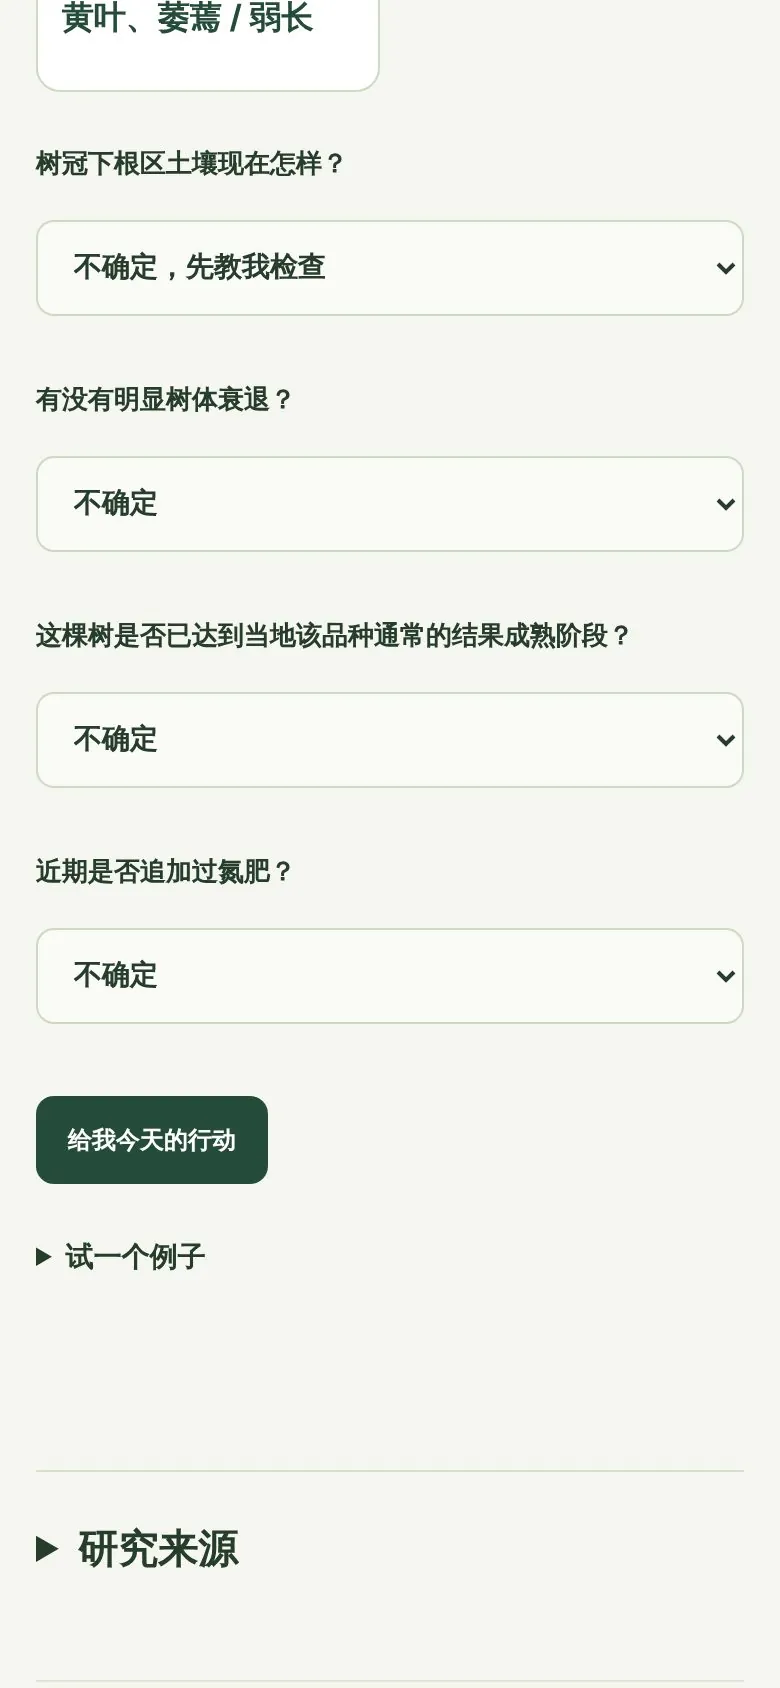 黄叶、萎蔫 / 弱长
树冠下根区土壤现在怎样？
不确定，先教我检查
有没有明显树体衰退？
不确定
这棵树是否已达到当地该品种通常的结果成熟阶段？
不确定
近期是否追加过氮肥？
不确定
给我今天的行动
试一个例子
研究来源